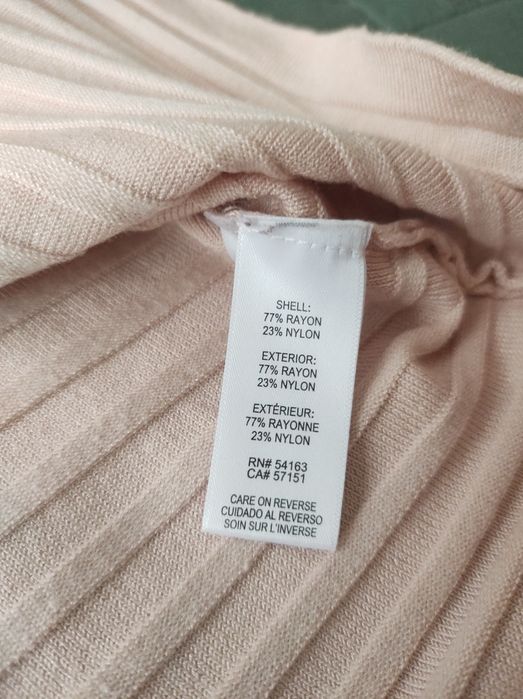 SHELL:
77% RAYON
23% NYLON
EXTERIOR:
77% RAYON
23% NYLON
EXTÉRIEUR:
77% RAYONNE
23% NYLON
RN# 54163
CA# 57151
CARE ON REVERSE
CUIDADO AL REVERSO
SOIN SUR L'INVERSE